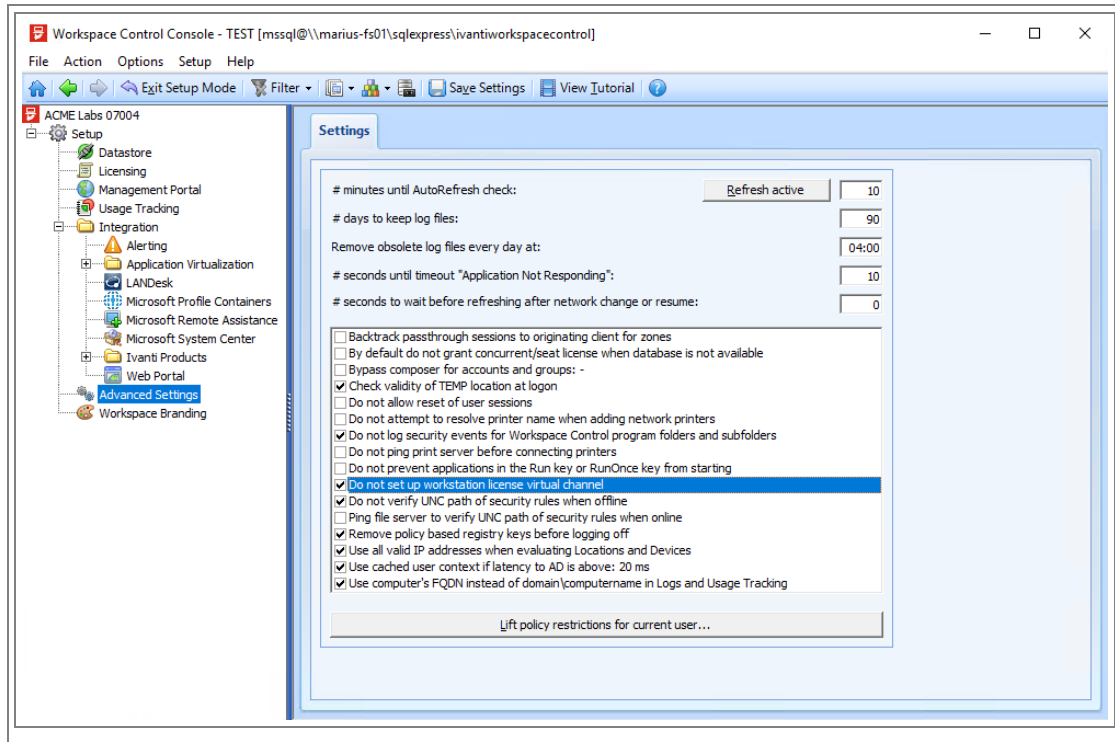 Workspace Control Console - TEST [mssql@\\marius-fs01\sqlexpress\ivantiworkspacecontrol]
File Action Options Setup Help
Exit Setup Mode Filter Save Settings View Tutorial
ACME Labs 07004
Setup
Datastore
Licensing
Management Portal
Usage Tracking
Integration
Alerting
Application Virtualization
LANDesk
Microsoft Profile Containers
Microsoft Remote Assistance
Microsoft System Center
Ivanti Products
Web Portal
Advanced Settings
Workspace Branding
Settings
# minutes until AutoRefresh check: Refresh active 10
# days to keep log files: 90
Remove obsolete log files every day at: 04:00
# seconds until timeout "Application Not Responding": 10
# seconds to wait before refreshing after network change or resume: 0
Backtrack passthrough sessions to originating client for zones
By default do not grant concurrent/seat license when database is not available
Bypass composer for accounts and groups: -
Check validity of TEMP location at logon
Do not allow reset of user sessions
Do not attempt to resolve printer name when adding network printers
Do not log security events for Workspace Control program folders and subfolders
Do not ping print server before connecting printers
Do not prevent applications in the Run key or RunOnce key from starting
Do not set up workstation license virtual channel
Do not verify UNC path of security rules when offline
Ping file server to verify UNC path of security rules when online
Remove policy based registry keys before logging off
Use all valid IP addresses when evaluating Locations and Devices
Use cached user context if latency to AD is above: 20 ms
Use computer's FQDN instead of domain\computername in Logs and Usage Tracking
Lift policy restrictions for current user...